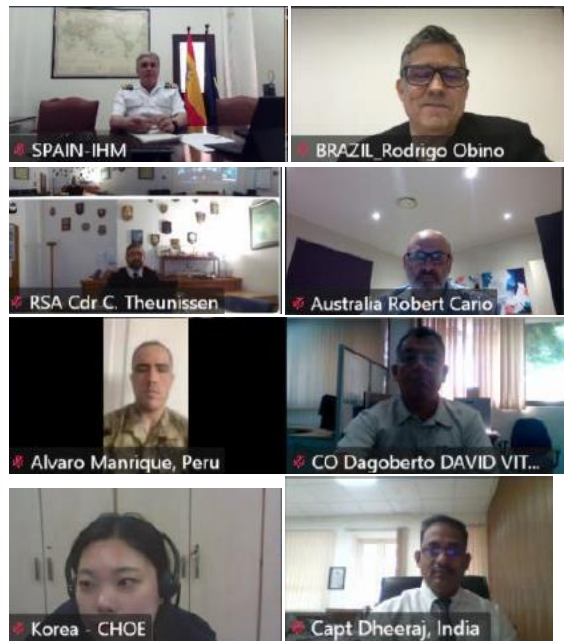 SPAIN-IHM
BRAZIL_Rodrigo Obino
RSA Cdr C. Theunissen
Australia Robert Cario
Alvaro Manrique, Peru
CO Dagoberto DAVID VIT...
Korea - CHOE
Capt Dheeraj, India